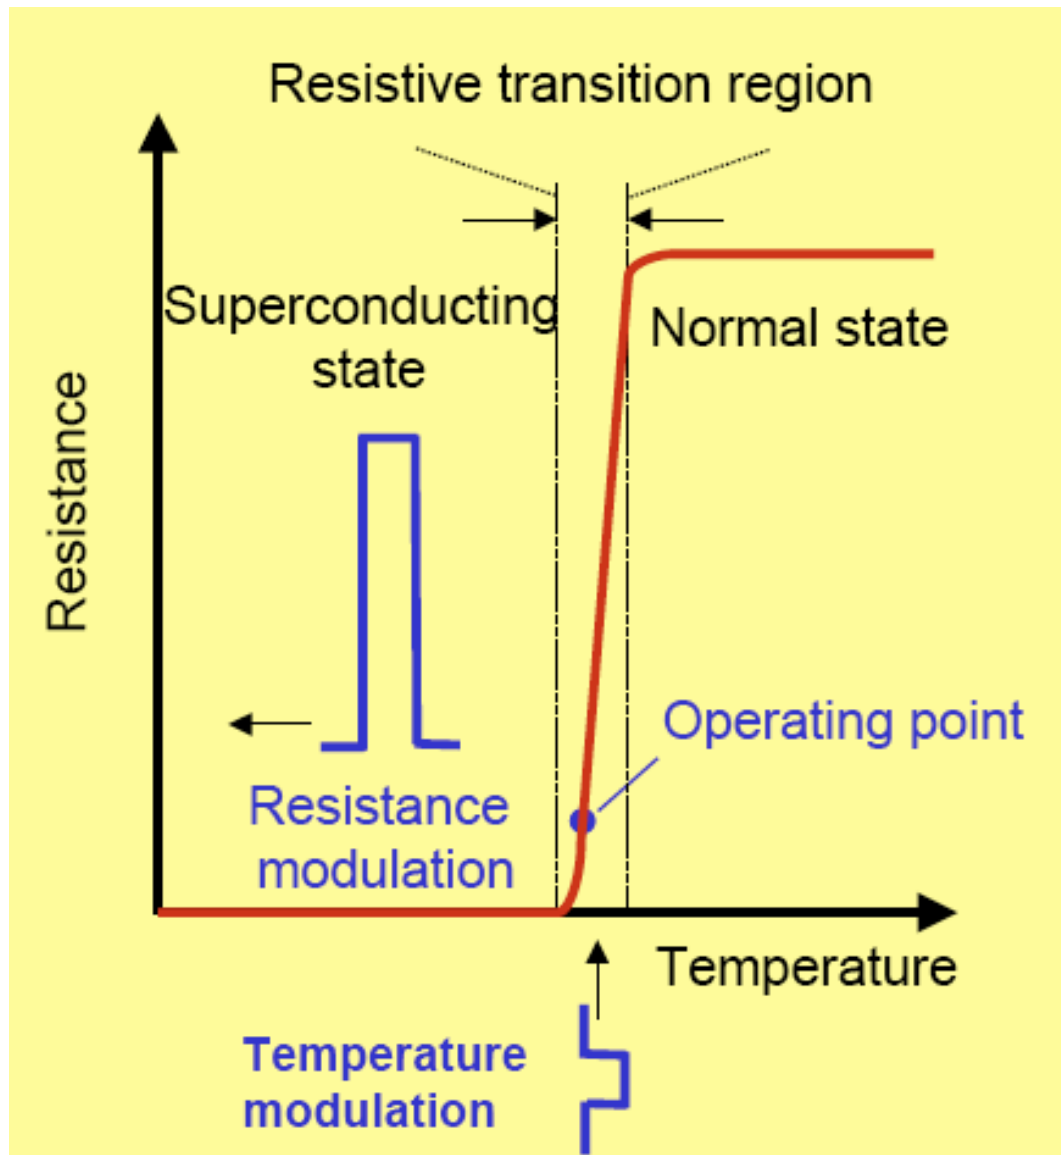 Resistive transition region
Superconducting
state
Normal state
Resistance
Operating point
Resistance
modulation
Temperature
Temperature
modulation